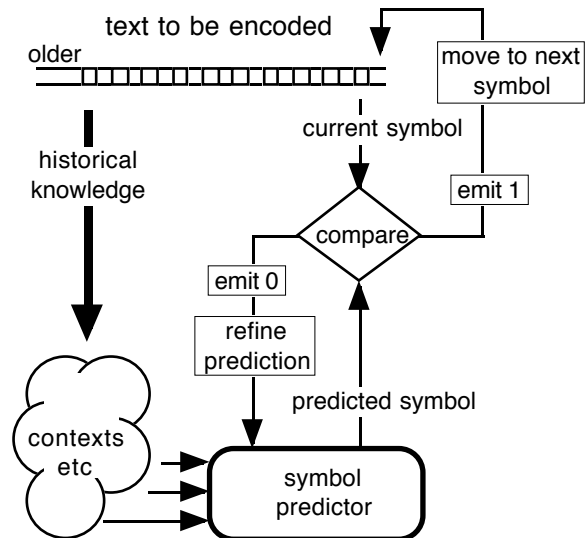 text to be encoded
older
move to next
symbol
current symbol
historical
knowledge
emit 1
compare
emit 0
refine
prediction
predicted symbol
contexts
etc
symbol
predictor